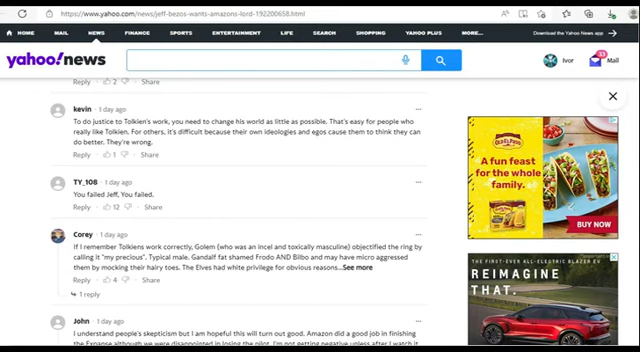 https://www.yahoo.com/news/jeff-bezos-wants-amazons-lord-192200658.html
HOME MAIL NEWS FINANCE SPORTS ENTERTAINMENT LIFE SEARCH SHOPPING YAHOO PLUS MORE... Download the Yahoo News app
yahoo!news
Ivor
33
Mail
Reply 2 Share
kevin · 1 day ago
To do justice to Tolkien's work, you need to change his world as little as possible. That's easy for people who
really like Tolkien. For others, it's difficult because their own ideologies and egos cause them to think they can
do better. They're wrong.
Reply 1 Share
TY_108 · 1 day ago
You failed Jeff, You failed.
Reply 12 Share
Corey · 1 day ago
If I remember Tolkiens work correctly, Golem (who was an incel and toxically masculine) objectified the ring by
calling it "my precious". Typical male. Gandalf fat shamed Frodo AND Bilbo and may have micro aggressed
them by mocking their hairy toes. The Elves had white privilege for obvious reasons...See more
Reply 4 Share
1 reply
John · 1 day ago
I understand people's skepticism but I am hopeful this will turn out good. Amazon did a good job in finishing
the Expanse although we were disappointed in losing the pilot. I'm not getting negative unless after I watch it
OLD EL PASO
A fun feast
for the whole
family.
BUY NOW
THE FIRST-EVER ALL-ELECTRIC BLAZER EV
REIMAGINE
THAT.